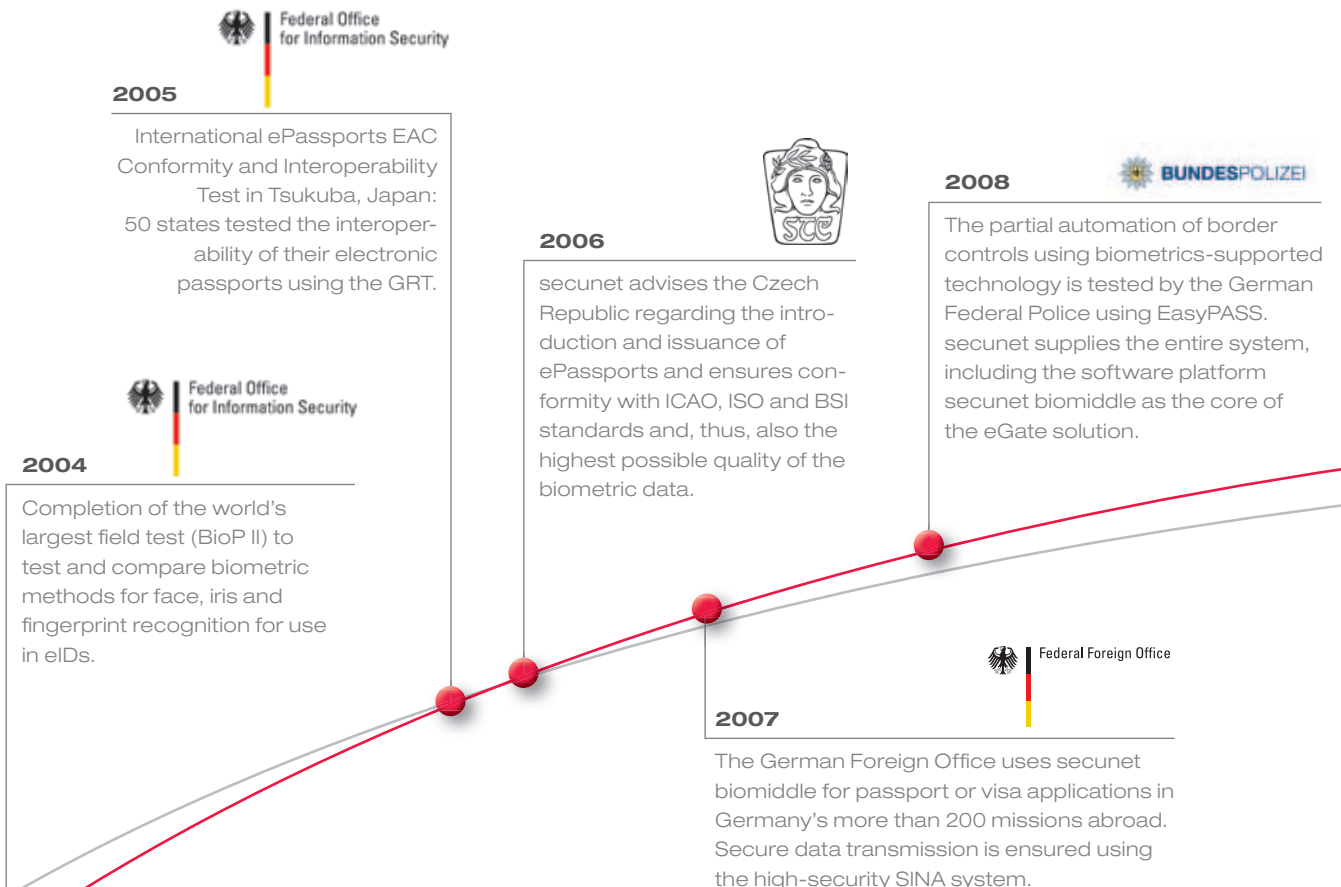 Federal Office
for Information Security
2005
International ePassports EAC
Conformity and Interoperability
Test in Tsukuba, Japan:
50 states tested the interoper-
ability of their electronic
passports using the GRT.
Federal Office
for Information Security
2004
Completion of the world's
largest field test (BioP II) to
test and compare biometric
methods for face, iris and
fingerprint recognition for use
in eIDs.
STC
2006
secunet advises the Czech
Republic regarding the intro-
duction and issuance of
ePassports and ensures con-
formity with ICAO, ISO and BSI
standards and, thus, also the
highest possible quality of the
biometric data.
Federal Foreign Office
2007
The German Foreign Office uses secunet
biomiddle for passport or visa applications in
Germany's more than 200 missions abroad.
Secure data transmission is ensured using
the high-security SINA system.
BUNDESPOLIZEI
2008
The partial automation of border
controls using biometrics-supported
technology is tested by the German
Federal Police using EasyPASS.
secunet supplies the entire system,
including the software platform
secunet biomiddle as the core of
the eGate solution.